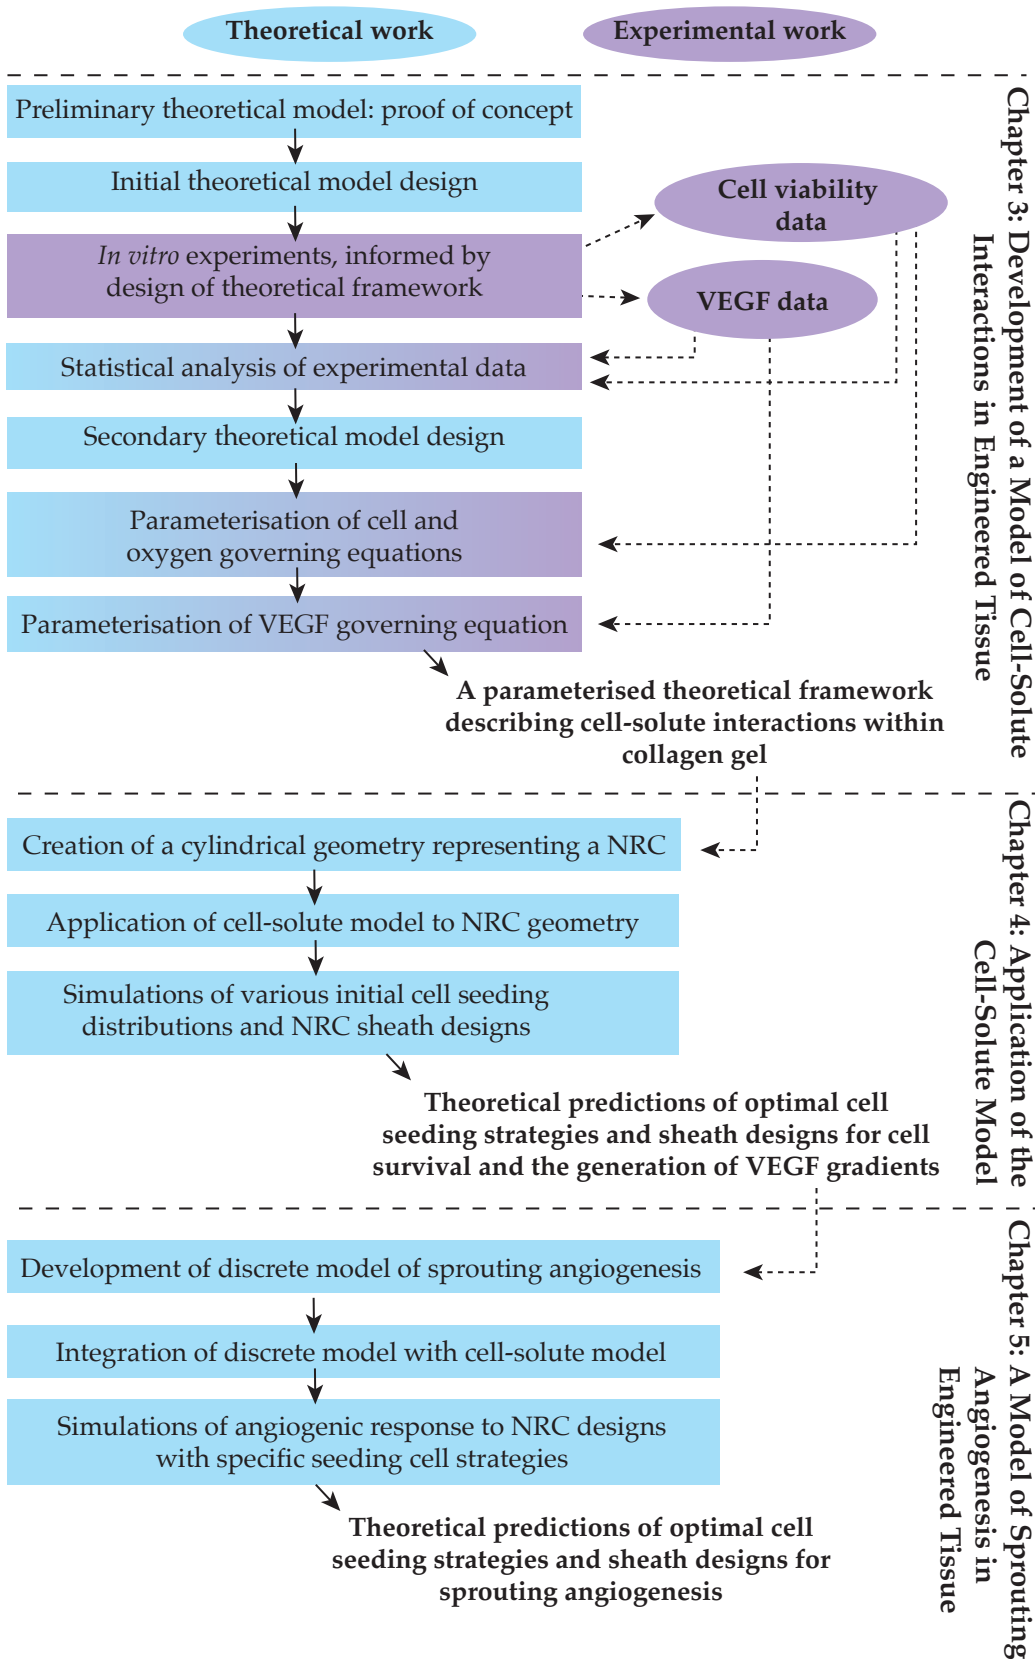 Theoretical work
Experimental work
Preliminary theoretical model: proof of concept
Initial theoretical model design
In vitro experiments, informed by
design of theoretical framework
Cell viability
data
VEGF data
Statistical analysis of experimental data
Secondary theoretical model design
Parameterisation of cell and
oxygen governing equations
Parameterisation of VEGF governing equation
A parameterised theoretical framework
describing cell-solute interactions within
collagen gel
Chapter 3: Development of a Model of Cell-Solute
Interactions in Engineered Tissue
Creation of a cylindrical geometry representing a NRC
Application of cell-solute model to NRC geometry
Simulations of various initial cell seeding
distributions and NRC sheath designs
Theoretical predictions of optimal cell
seeding strategies and sheath designs for cell
survival and the generation of VEGF gradients
Chapter 4: Application of the
Cell-Solute Model
Development of discrete model of sprouting angiogenesis
Integration of discrete model with cell-solute model
Simulations of angiogenic response to NRC designs
with specific seeding cell strategies
Theoretical predictions of optimal cell
seeding strategies and sheath designs for
sprouting angiogenesis
Chapter 5: A Model of Sprouting
Angiogenesis in
Engineered Tissue